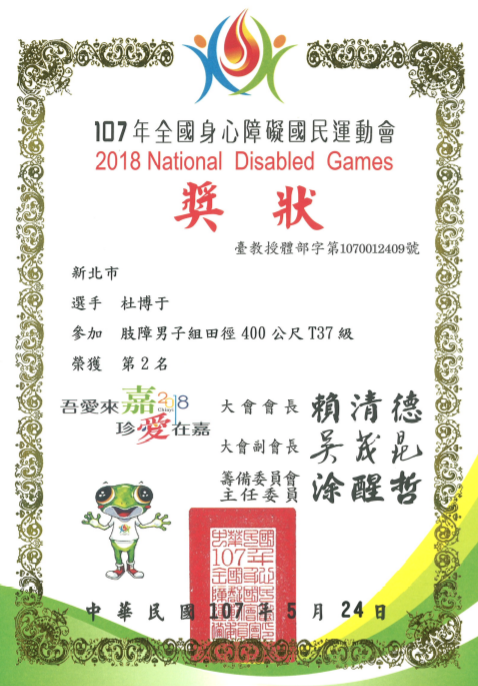 107年全國身心障礙國民運動會
2018 National Disabled Games
獎狀
臺教授體部字第1070012409號
新北市
選手 杜博于
參加 肢障男子組田徑400公尺T37級
榮獲 第2名
吾愛來嘉2018
珍愛在嘉
大會會長 賴清德
大會副會長 吳茂昆
籌備委員會
主任委員 涂醒哲
中華民國107年5月24日